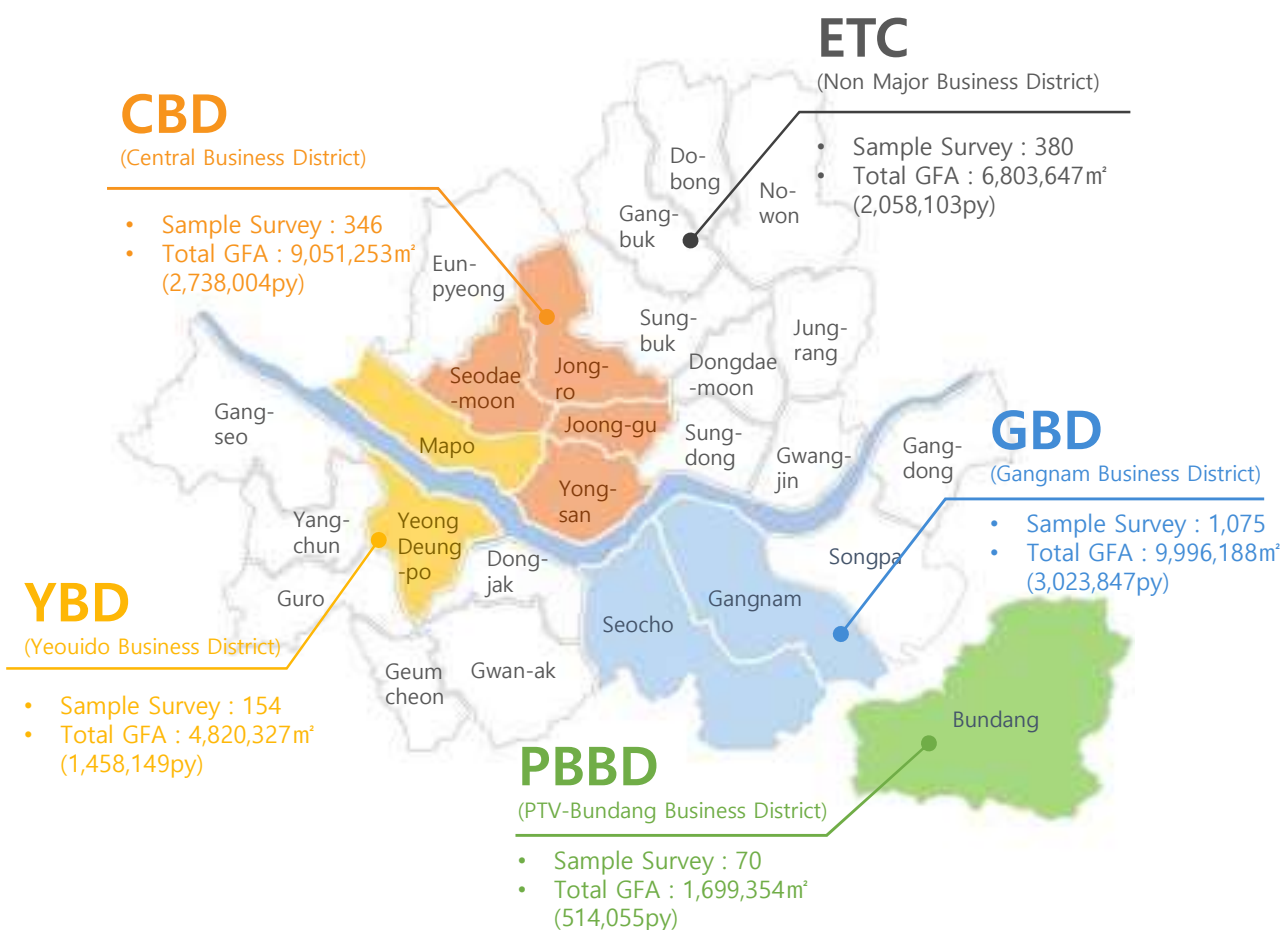 ETC
(Non Major Business District)
• Sample Survey : 380
• Total GFA : 6,803,647㎡
(2,058,103py)
CBD
(Central Business District)
• Sample Survey : 346
• Total GFA : 9,051,253㎡
(2,738,004py)
Do-
bong
No-
won
Gang-
buk
Eun-
pyeong
Sung-
buk
Jung-
rang
Dongdae
-moon
Jong-
ro
Seodae
-moon
Joong-gu
Gang-
seo
Mapo
Sung-
dong
Gwang-
jin
Gang-
dong
Yong-
san
Yang-
chun
Yeong
Deung
-po
Dong-
jak
Songpa
Guro
Gangnam
Seocho
Geum
cheon
Gwan-ak
Bundang
GBD
(Gangnam Business District)
• Sample Survey : 1,075
• Total GFA : 9,996,188㎡
(3,023,847py)
YBD
(Yeouido Business District)
• Sample Survey : 154
• Total GFA : 4,820,327㎡
(1,458,149py)
PBBD
(PTV-Bundang Business District)
• Sample Survey : 70
• Total GFA : 1,699,354㎡
(514,055py)